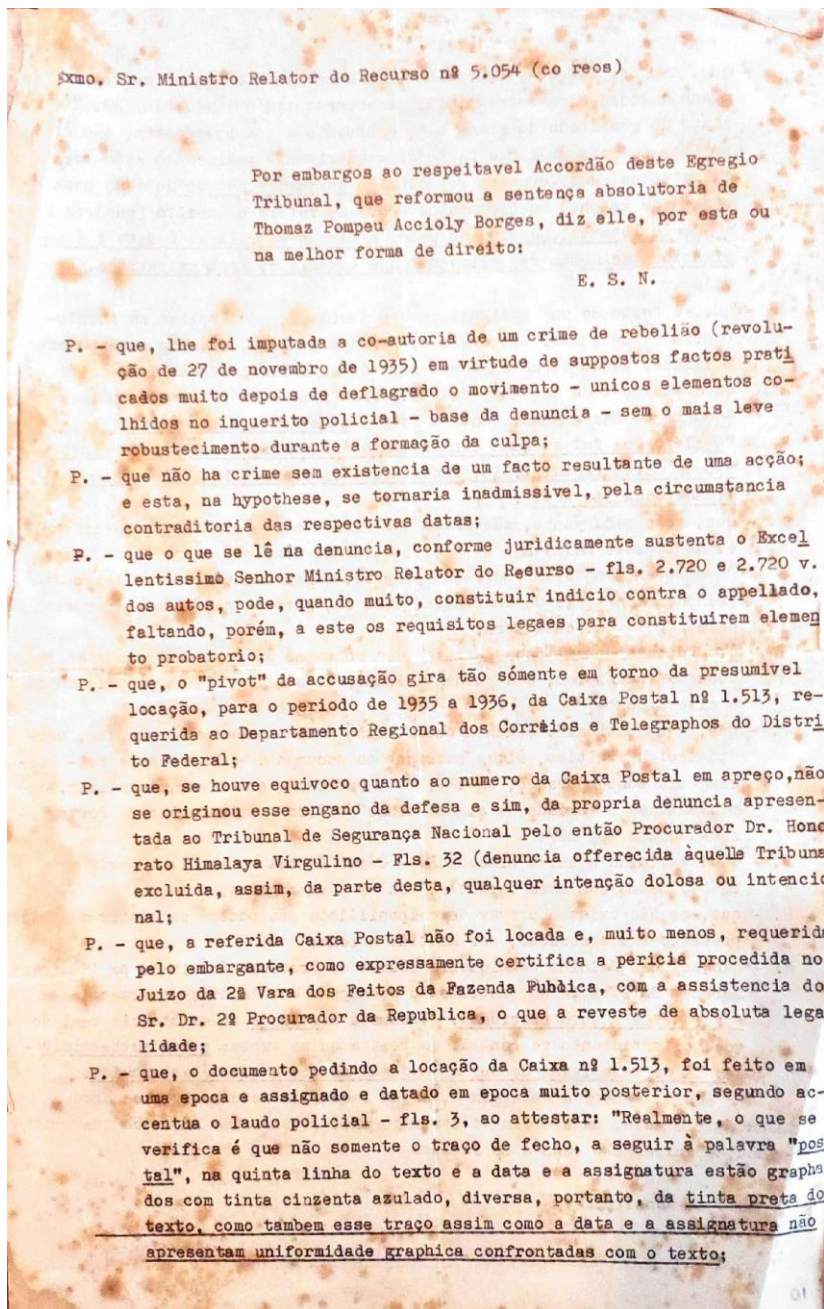 Exmo. Sr. Ministro Relator do Recurso nº 5.054 (co reos)
Por embargos ao respeitavel Accordão deste Egregio
Tribunal, que reformou a sentença absolutoria de
Thomaz Pompeu Accioly Borges, diz elle, por esta ou
na melhor forma de direito:
E. S. N.
P. - que, lhe foi imputada a co-autoria de um crime de rebelião (revolu-
ção de 27 de novembro de 1935) em virtude de suppostos factos prati
cados muito depois de deflagrado o movimento - unicos elementos co-
lhidos no inquerito policial - base da denuncia - sem o mais leve
robustecimento durante a formação da culpa;
P. - que não ha crime sem existencia de um facto resultante de uma acção;
e esta, na hypothese, se tornaria inadmissivel, pela circumstancia
contraditoria das respectivas datas;
P. - que o que se lê na denuncia, conforme juridicamente sustenta o Excel
lentissimo Senhor Ministro Relator do Recurso - fls. 2.720 e 2.720 v.
dos autos, pode, quando muito, constituir indicio contra o appellado,
faltando, porém, a este os requisitos legaes para constituirem elemen
to probatorio;
P. - que, o "pivot" da accusação gira tão sómente em torno da presumivel
locação, para o periodo de 1935 a 1936, da Caixa Postal nº 1.513, re-
querida ao Departamento Regional dos Correios e Telegraphos do Distri
to Federal;
P. - que, se houve equivoco quanto ao numero da Caixa Postal em apreço,não
se originou esse engano da defesa e sim, da propria denuncia apresen-
tada ao Tribunal de Segurança Nacional pelo então Procurador Dr. Hono
rato Himalaya Virgulino - Fls. 32 (denuncia offerecida àquelle Tribuna
excluida, assim, da parte desta, qualquer intenção dolosa ou intencio
nal;
P. - que, a referida Caixa Postal não foi locada e, muito menos, requerida
pelo embargante, como expressamente certifica a pericia procedida no
Juizo da 2ª Vara dos Feitos da Fazenda Publica, com a assistencia do
Sr. Dr. 2º Procurador da Republica, o que a reveste de absoluta lega
lidade;
P. - que, o documento pedindo a locação da Caixa nº 1.513, foi feito em
uma epoca e assignado e datado em epoca muito posterior, segundo ac-
centua o laudo policial - fls. 3, ao attestar: "Realmente, o que se
verifica é que não somente o traço de fecho, a seguir à palavra "pos
tal", na quinta linha do texto e a data e a assignatura estão grapha
dos com tinta cinzenta azulado, diversa, portanto, da tinta preta do
texto, como tambem esse traço assim como a data e a assignatura não
apresentam uniformidade graphica confrontadas com o texto;